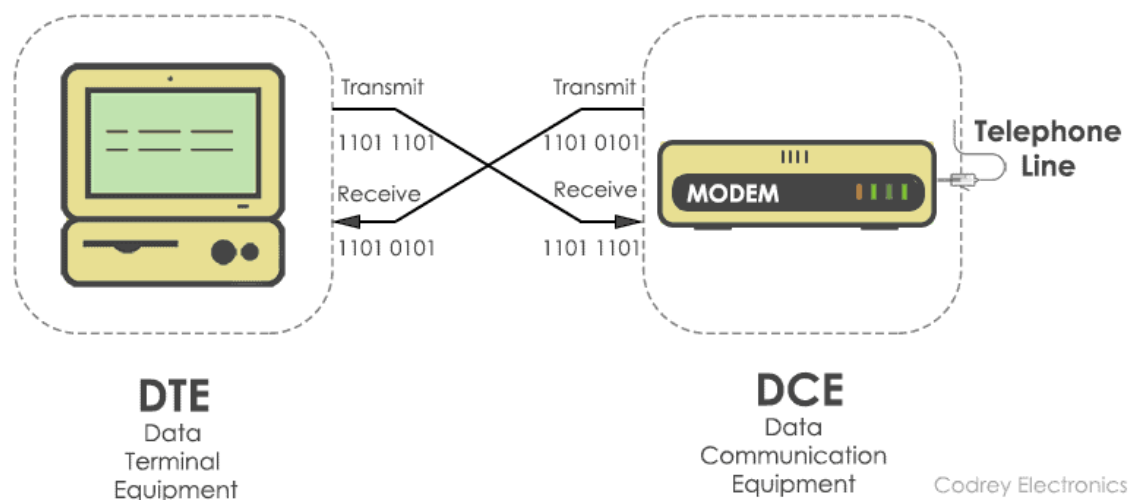 Transmit
1101 1101
Receive
1101 0101
Transmit
1101 0101
Receive
1101 1101
MODEM
Telephone
Line
DTE
Data
Terminal
Equipment
DCE
Data
Communication
Equipment
Codrey Electronics